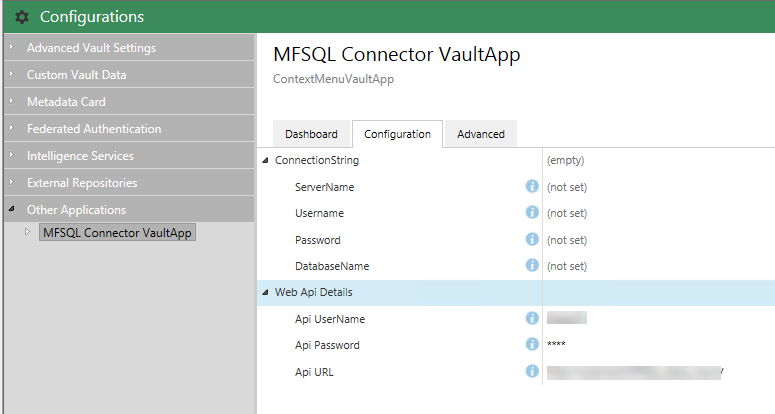 Configurations
Advanced Vault Settings
Custom Vault Data
Metadata Card
Federated Authentication
Intelligence Services
External Repositories
Other Applications
MFSQL Connector VaultApp
MFSQL Connector VaultApp
ContextMenuVaultApp
Dashboard Configuration Advanced
ConnectionString (empty)
ServerName (not set)
Username (not set)
Password (not set)
DatabaseName (not set)
Web Api Details
Api UserName
Api Password ****
Api URL /